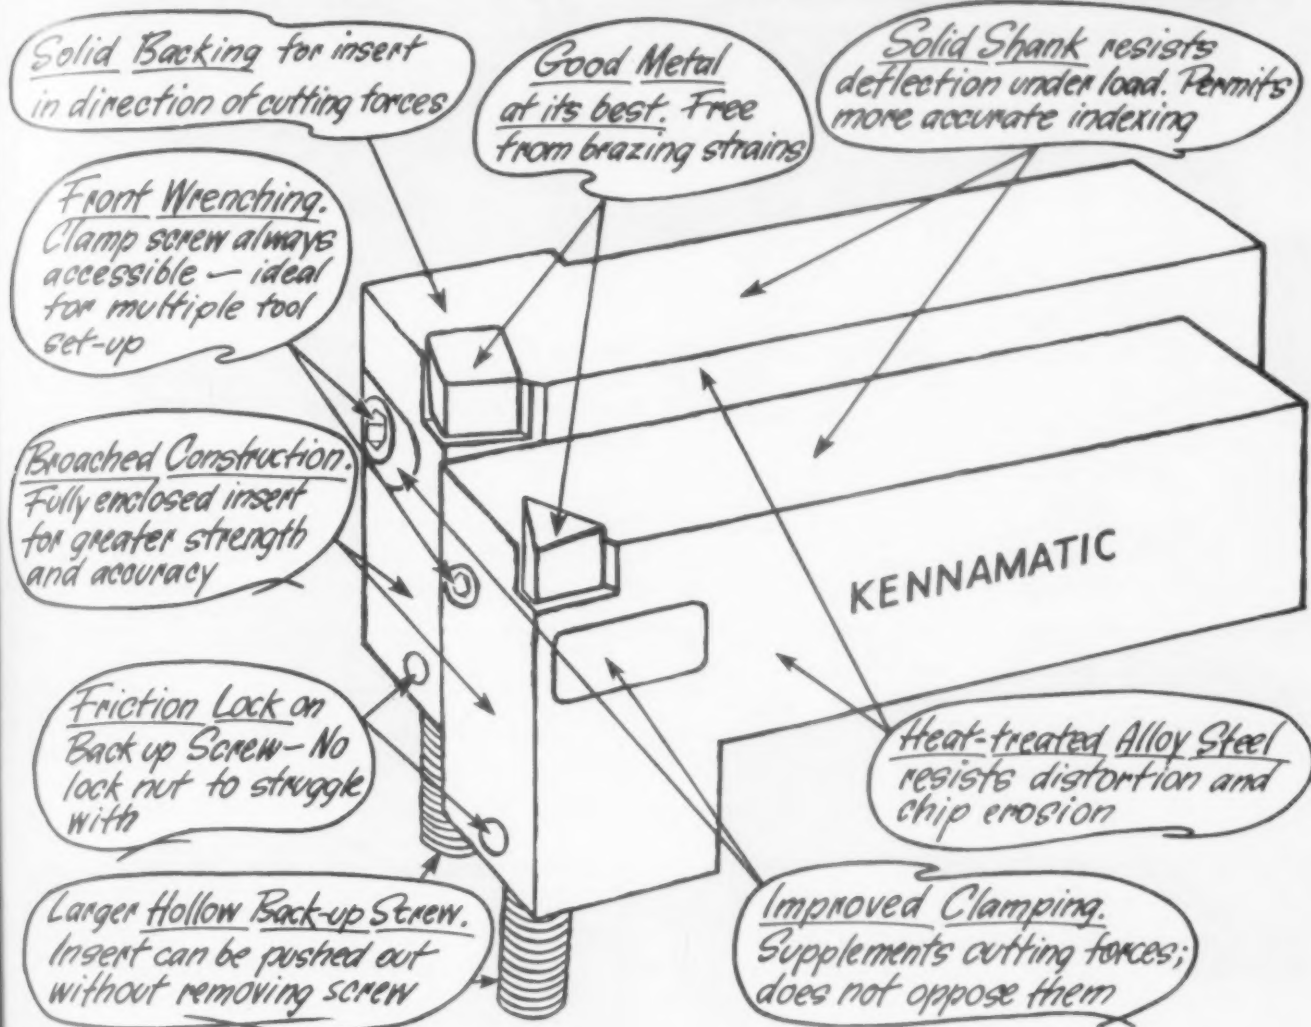 Solid Backing for insert
in direction of cutting forces
Good Metal
at its best. Free
from brazing strains
Solid Shank resists
deflection under load. Permits
more accurate indexing
Front Wrenching.
Clamp screw always
accessible — ideal
for multiple tool
set-up
Broached Construction.
Fully enclosed insert
for greater strength
and accuracy
KENNAMATIC
Friction Lock on
Back up Screw – No
lock nut to struggle
with
Heat-treated Alloy Steel
resists distortion and
chip erosion
Larger Hollow Back-up Screw.
Insert can be pushed out
without removing screw
Improved Clamping.
Supplements cutting forces;
does not oppose them